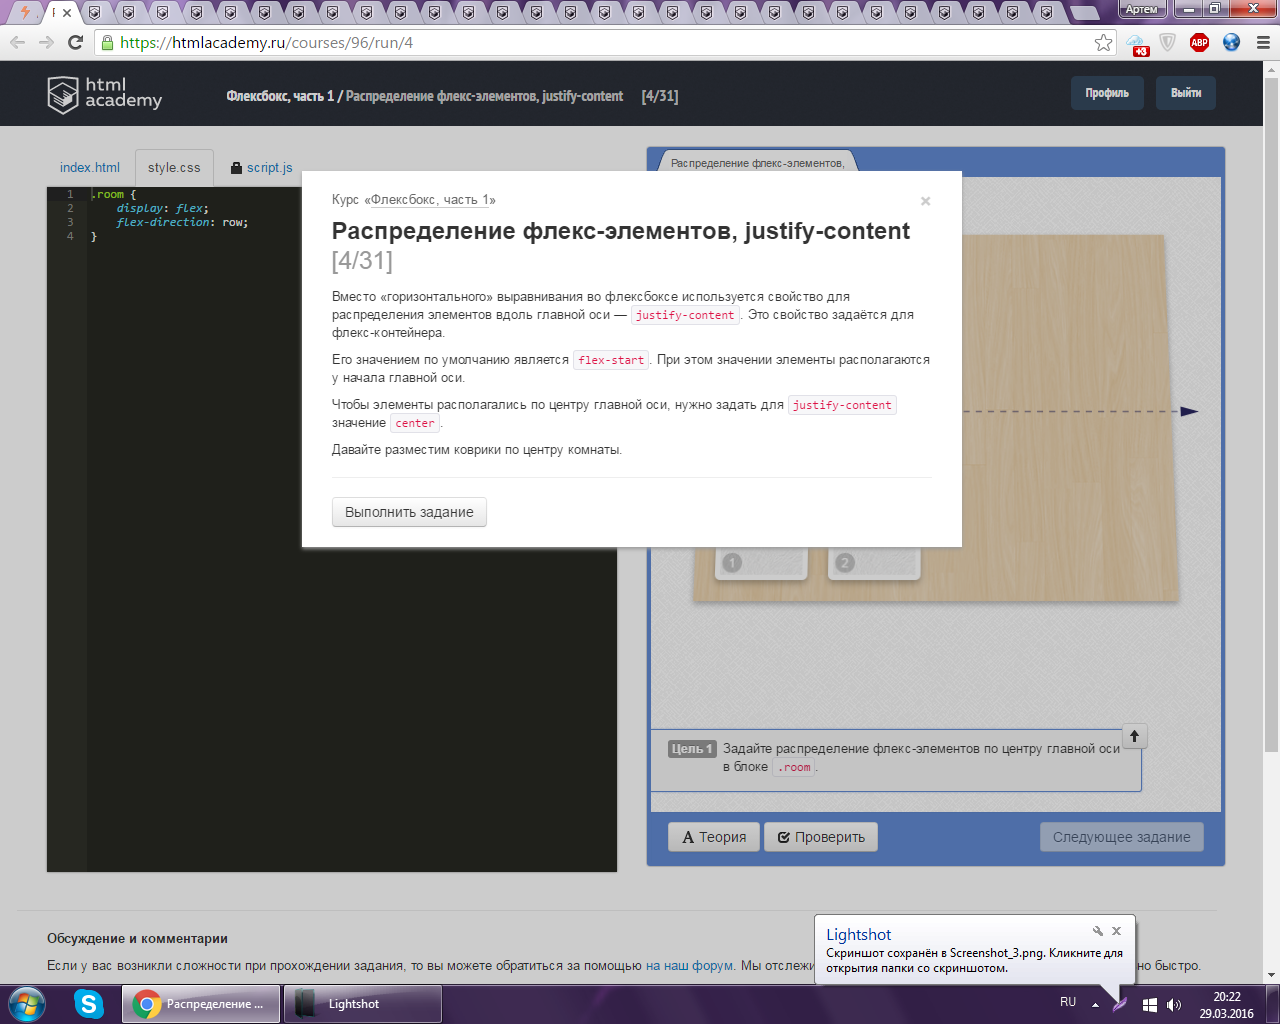 Артем
https://htmlacademy.ru/courses/96/run/4
+3
ABP
html
academy
Флексбокс, часть 1 / Распределение флекс-элементов, justify-content [4/31]
Профиль
Выйти
index.html
style.css
script.js
Распределение флекс-элементов,
1 .room {
2 display: flex;
3 flex-direction: row;
4 }
Курс «Флексбокс, часть 1»
×
Распределение флекс-элементов, justify-content
[4/31]
Вместо «горизонтального» выравнивания во флексбоксе используется свойство для
распределения элементов вдоль главной оси — justify-content. Это свойство задаётся для
флекс-контейнера.
Его значением по умолчанию является flex-start. При этом значении элементы располагаются
у начала главной оси.
Чтобы элементы располагались по центру главной оси, нужно задать для justify-content
значение center.
Давайте разместим коврики по центру комнаты.
Выполнить задание
1
2
Цель 1 Задайте распределение флекс-элементов по центру главной оси
в блоке .room.
Теория
Проверить
Следующее задание
Обсуждение и комментарии
Если у вас возникли сложности при прохождении задания, то вы можете обратиться за помощью на наш форум. Мы отслежи
но быстро.
Lightshot
Скриншот сохранён в Screenshot_3.png. Кликните для
открытия папки со скриншотом.
Распределение ...
Lightshot
RU
20:22
29.03.2016